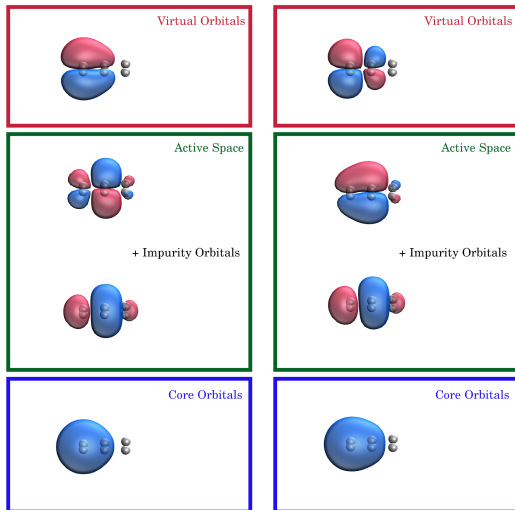 Virtual Orbitals
Virtual Orbitals
Active Space
Active Space
+ Impurity Orbitals
+ Impurity Orbitals
Core Orbitals
Core Orbitals